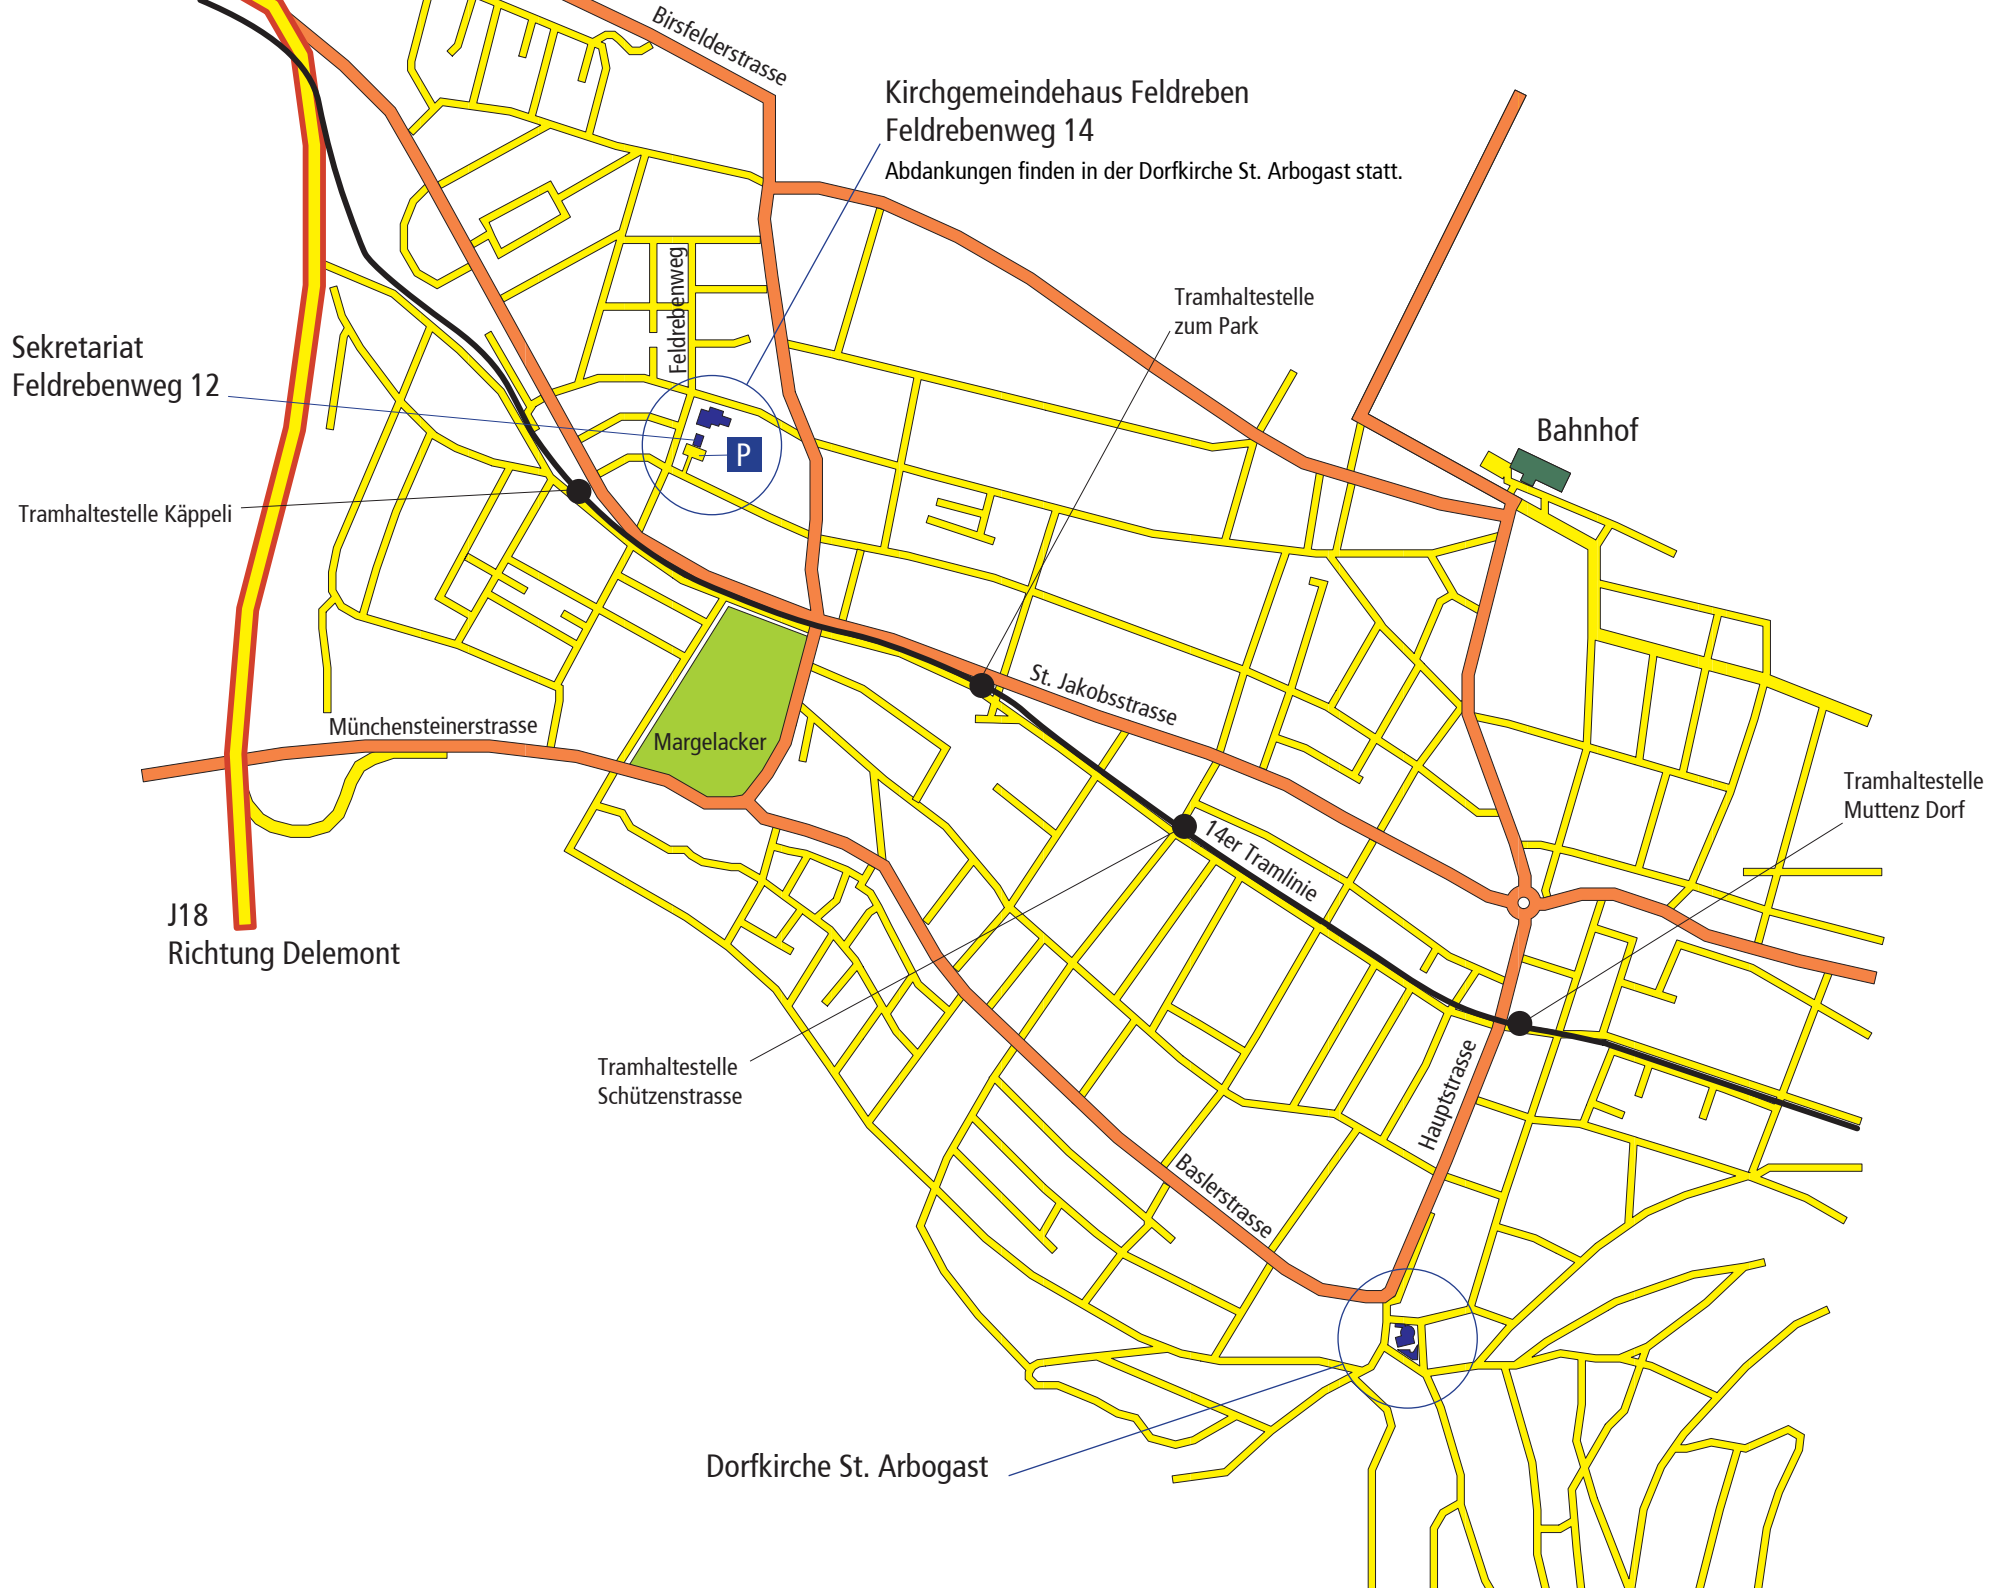 Birsfelderstrasse
Kirchgemeindehaus Feldreben
Feldrebenweg 14
Abdankungen finden in der Dorfkirche St. Arbogast statt.
Feldrebenweg
Tramhaltestelle
zum Park
Sekretariat
Feldrebenweg 12
Bahnhof
P
Tramhaltestelle Käppeli
St. Jakobsstrasse
Münchensteinerstrasse
Margelacker
Tramhaltestelle
Muttenz Dorf
14er Tramlinie
J18
Richtung Delemont
Tramhaltestelle
Schützenstrasse
Hauptstrasse
Baslerstrasse
Dorfkirche St. Arbogast